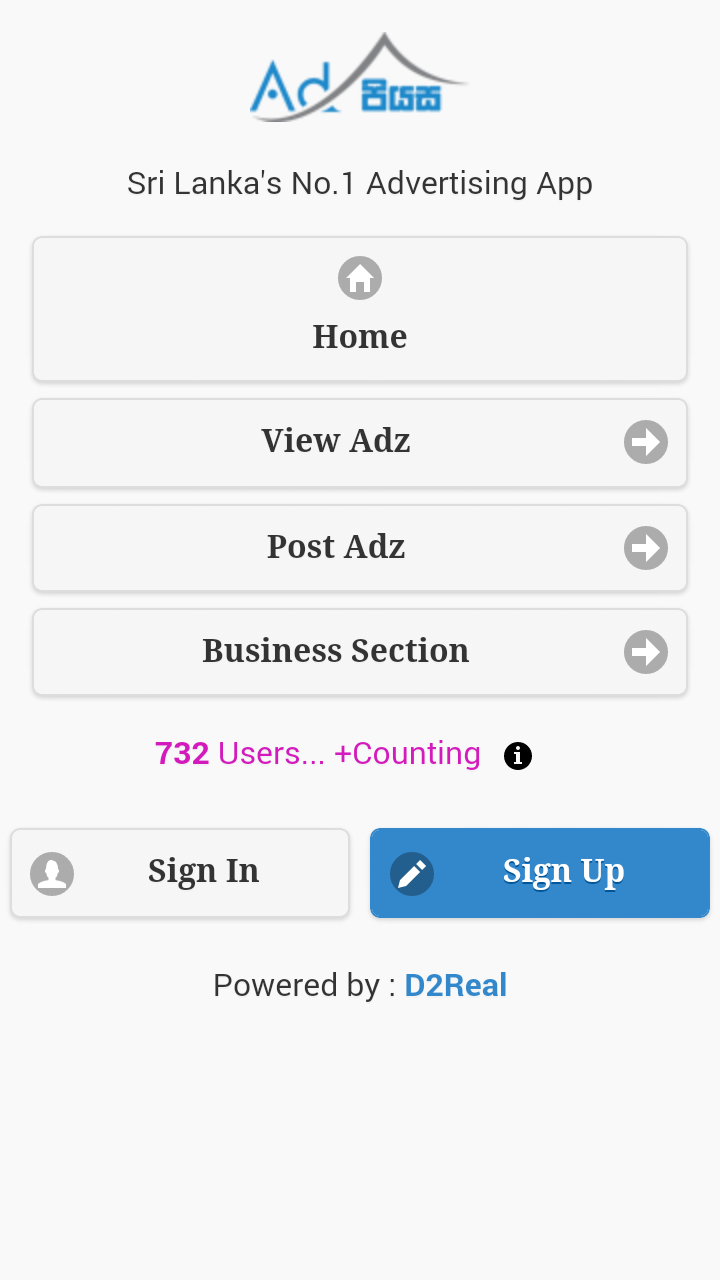 Ad පියස
Sri Lanka's No.1 Advertising App
Home
View Adz
Post Adz
Business Section
732 Users... +Counting
Sign In
Sign Up
Powered by : D2Real